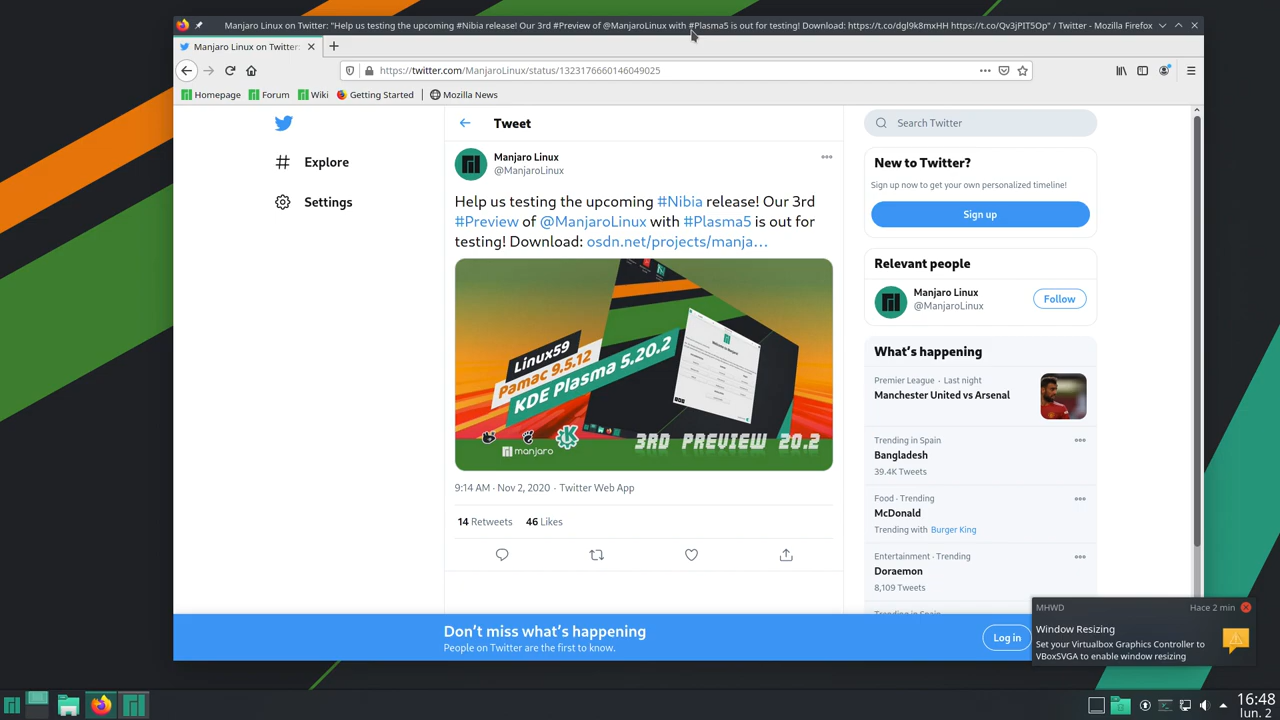 Manjaro Linux on Twitter: "Help us testing the upcoming #Nibia release! Our 3rd #Preview of @ManjaroLinux with #Plasma5 is out for testing! Download: https://t.co/dgl9k8mxHH https://t.co/Qv3jPIT5Op" / Twitter - Mozilla Firefox
Manjaro Linux on Twitter:
https://twitter.com/ManjaroLinux/status/1323176660146049025
Homepage Forum Wiki Getting Started Mozilla News
Explore
Settings
Tweet
Manjaro Linux
@ManjaroLinux
Help us testing the upcoming #Nibia release! Our 3rd
#Preview of @ManjaroLinux with #Plasma5 is out for
testing! Download: osdn.net/projects/manja…
Linux59
Pamac 9.5.12
KDE Plasma 5.20.2
manjaro
3RD PREVIEW 20.2
9:14 AM · Nov 2, 2020 · Twitter Web App
14 Retweets 46 Likes
Search Twitter
New to Twitter?
Sign up now to get your own personalized timeline!
Sign up
Relevant people
Manjaro Linux
@ManjaroLinux
Follow
What's happening
Premier League · Last night
Manchester United vs Arsenal
Trending in Spain
Bangladesh
39.4K Tweets
Food · Trending
McDonald
Trending with Burger King
Entertainment · Trending
Doraemon
8,109 Tweets
Trending in Spain
Don't miss what's happening
People on Twitter are the first to know.
Log in
MHWD Hace 2 min
Window Resizing
Set your Virtualbox Graphics Controller to
VBoxSVGA to enable window resizing
16:48
lun. 2